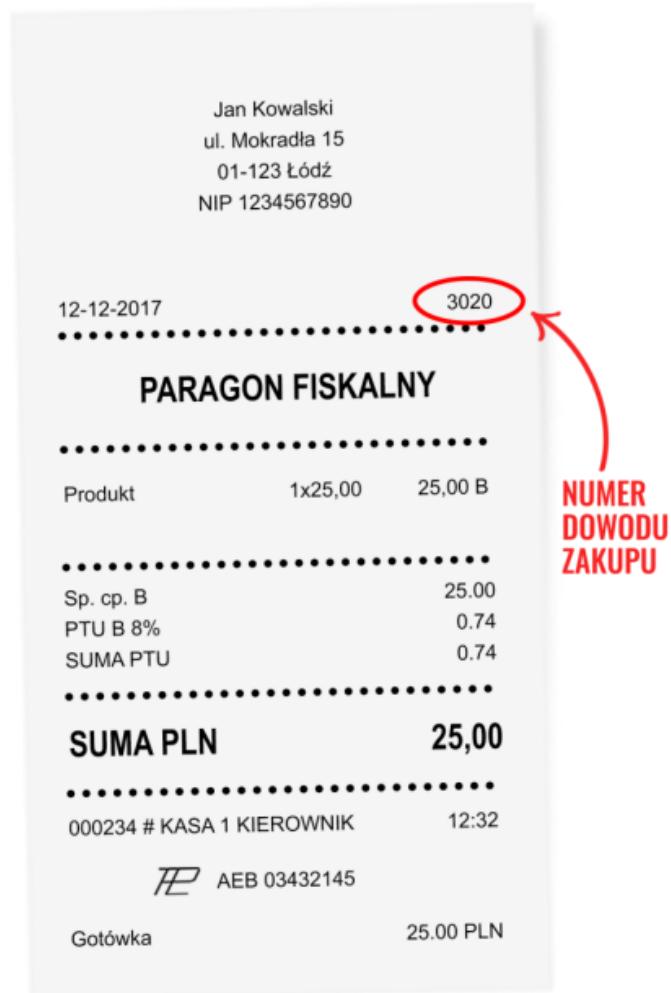 Jan Kowalski
ul. Mokradła 15
01-123 Łódź
NIP 1234567890
12-12-2017 3020
PARAGON FISKALNY
Produkt 1x25,00 25,00 B
Sp. cp. B 25.00
PTU B 8% 0.74
SUMA PTU 0.74
SUMA PLN 25,00
000234 # KASA 1 KIEROWNIK 12:32
AEB 03432145
Gotówka 25.00 PLN
NUMER
DOWODU
ZAKUPU